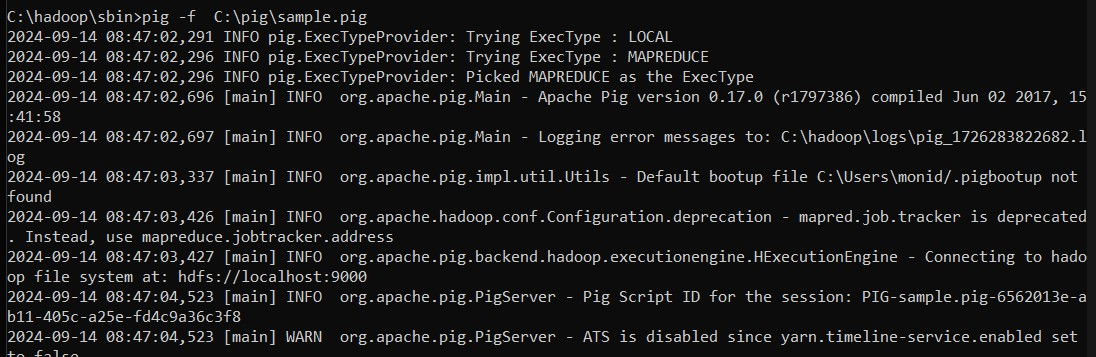 C:\hadoop\sbin>pig -f  C:\pig\sample.pig
2024-09-14 08:47:02,291 INFO pig.ExecTypeProvider: Trying ExecType : LOCAL
2024-09-14 08:47:02,296 INFO pig.ExecTypeProvider: Trying ExecType : MAPREDUCE
2024-09-14 08:47:02,296 INFO pig.ExecTypeProvider: Picked MAPREDUCE as the ExecType
2024-09-14 08:47:02,696 [main] INFO  org.apache.pig.Main - Apache Pig version 0.17.0 (r1797386) compiled Jun 02 2017, 15
:41:58
2024-09-14 08:47:02,697 [main] INFO  org.apache.pig.Main - Logging error messages to: C:\hadoop\logs\pig_1726283822682.l
og
2024-09-14 08:47:03,337 [main] INFO  org.apache.pig.impl.util.Utils - Default bootup file C:\Users\monid/.pigbootup not
found
2024-09-14 08:47:03,426 [main] INFO  org.apache.hadoop.conf.Configuration.deprecation - mapred.job.tracker is deprecated
. Instead, use mapreduce.jobtracker.address
2024-09-14 08:47:03,427 [main] INFO  org.apache.pig.backend.hadoop.executionengine.HExecutionEngine - Connecting to hado
op file system at: hdfs://localhost:9000
2024-09-14 08:47:04,523 [main] INFO  org.apache.pig.PigServer - Pig Script ID for the session: PIG-sample.pig-6562013e-a
b11-405c-a25e-fd4c9a36c3f8
2024-09-14 08:47:04,523 [main] WARN  org.apache.pig.PigServer - ATS is disabled since yarn.timeline-service.enabled set
to false